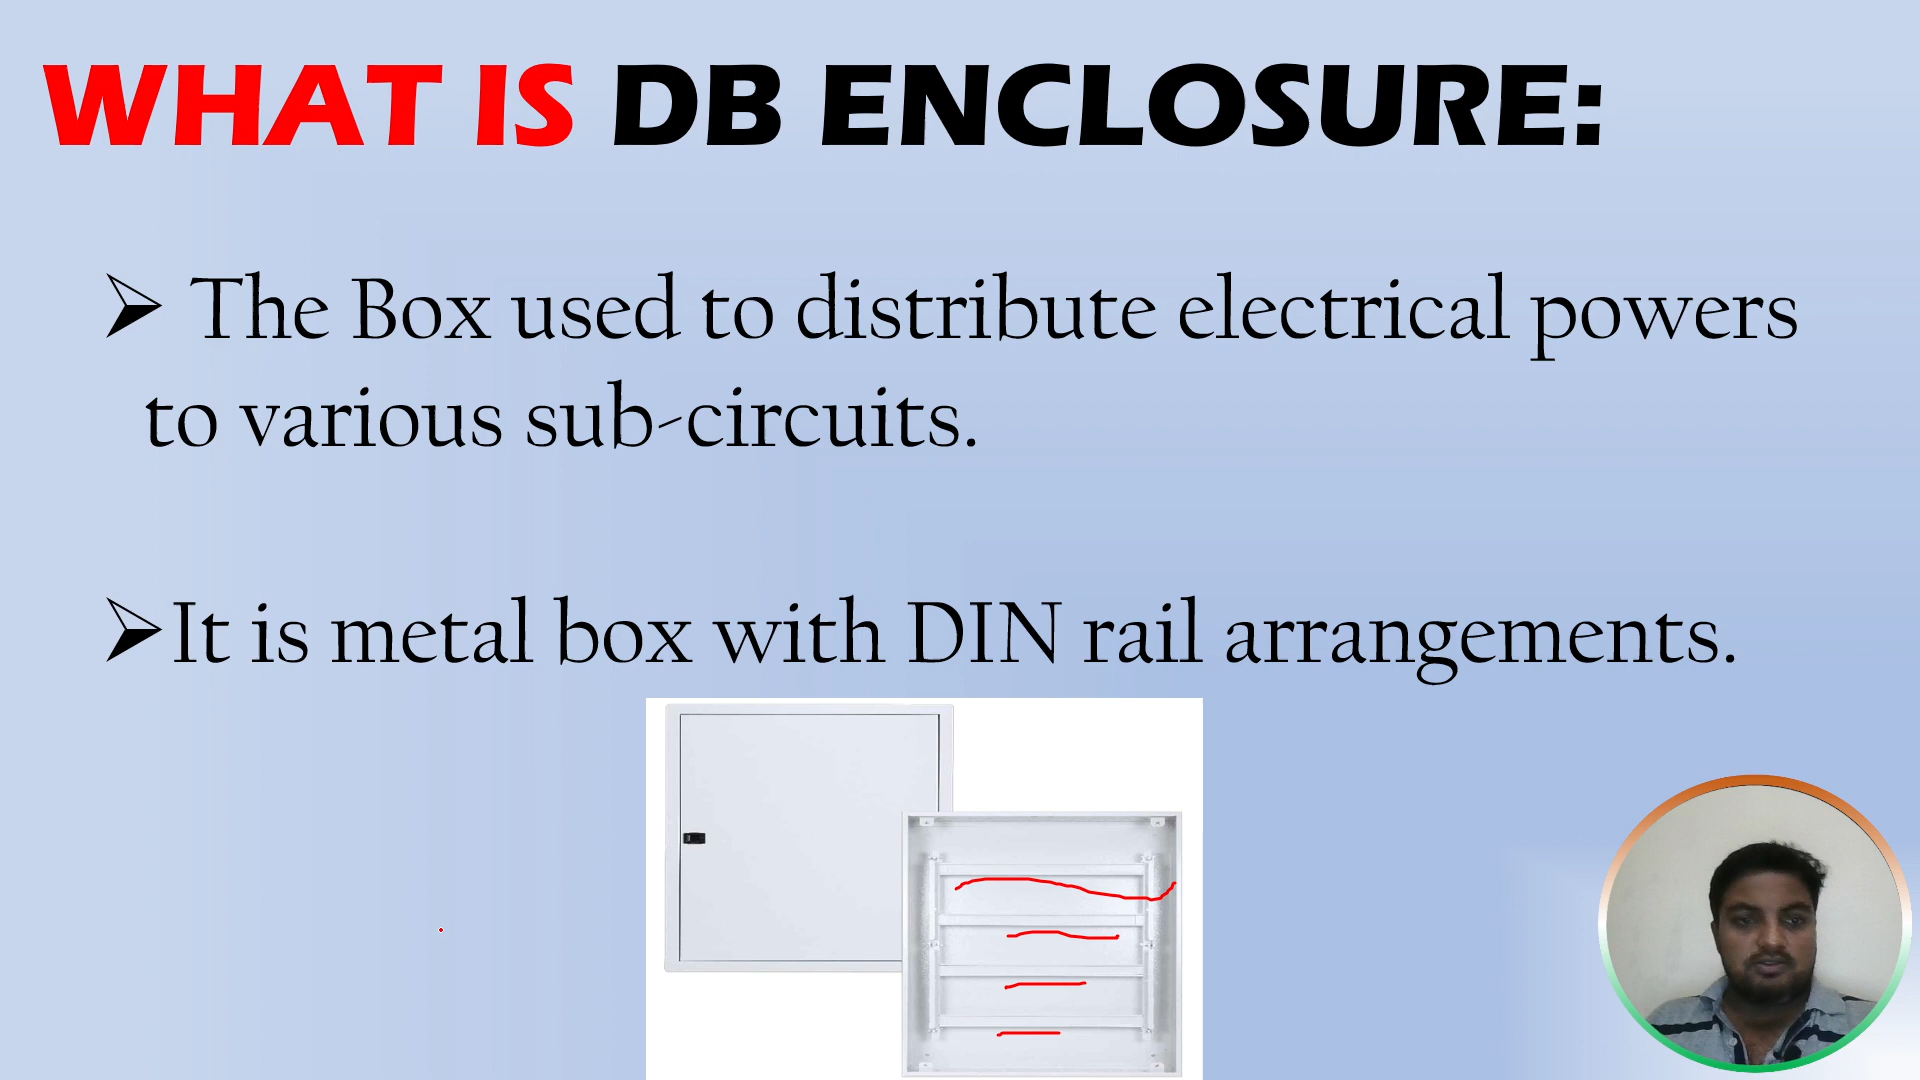 WHAT IS DB ENCLOSURE:
➢ The Box used to distribute electrical powers
to various sub-circuits.
➢It is metal box with DIN rail arrangements.